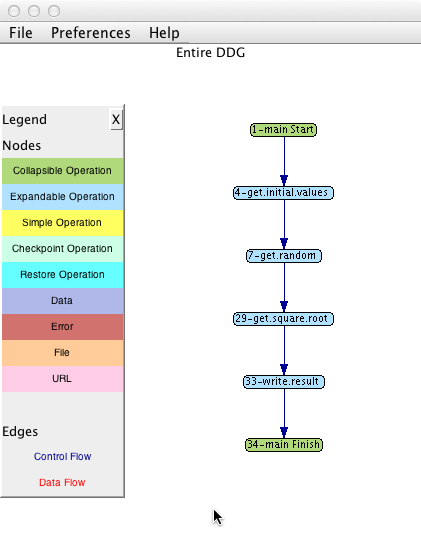 File Preferences Help
Entire DDG
Legend X
Nodes
Collapsible Operation
Expandable Operation
Simple Operation
Checkpoint Operation
Restore Operation
Data
Error
File
URL
Edges
Control Flow
Data Flow
1-main Start
4-get.initial.values
7-get.random
29-get.square.root
33-write.result
34-main Finish